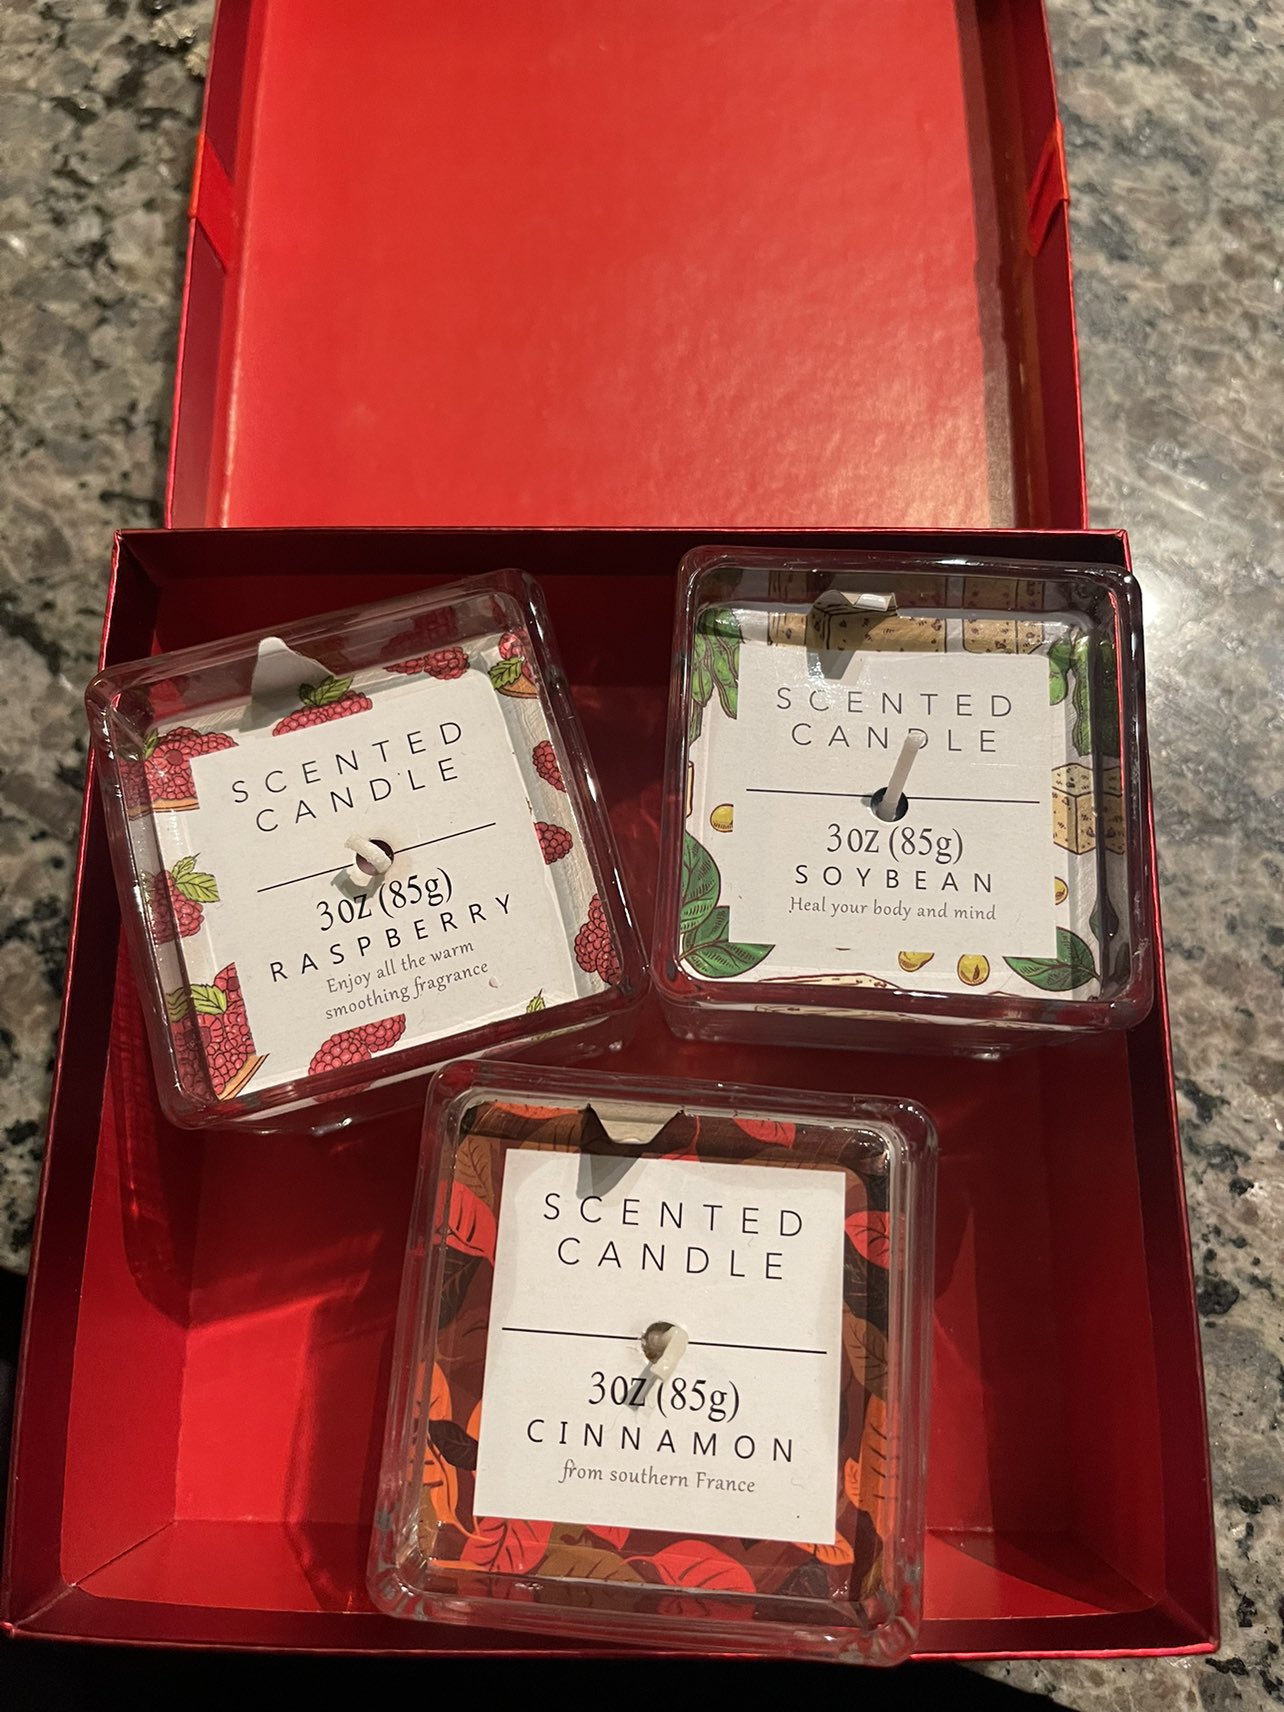 SCENTED
CANDLE
3oz (85g)
RASPBERRY
Enjoy all the warm
smoothing fragrance
SCENTED
CANDLE
3oz (85g)
SOYBEAN
Heal your body and mind
SCENTED
CANDLE
3oz (85g)
CINNAMON
from southern France